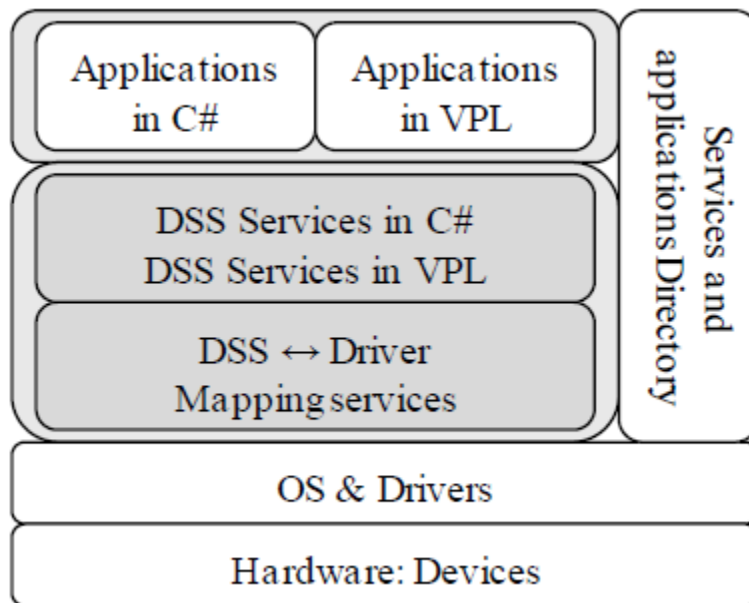 Applications
in C#
Applications
in VPL
Services and
applications Directory
DSS Services in C#
DSS Services in VPL
DSS ↔ Driver
Mapping services
OS & Drivers
Hardware: Devices